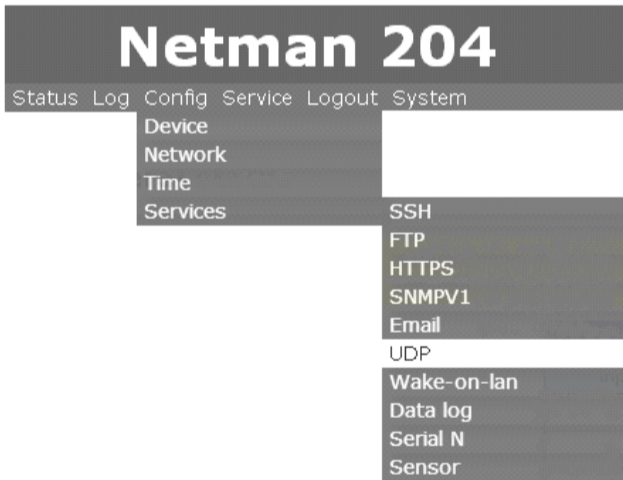 Netman 204
Status Log Config Service Logout System
Device
Network
Time
Services
SSH
FTP
HTTPS
SNMPV1
Email
UDP
Wake-on-lan
Data log
Serial N
Sensor